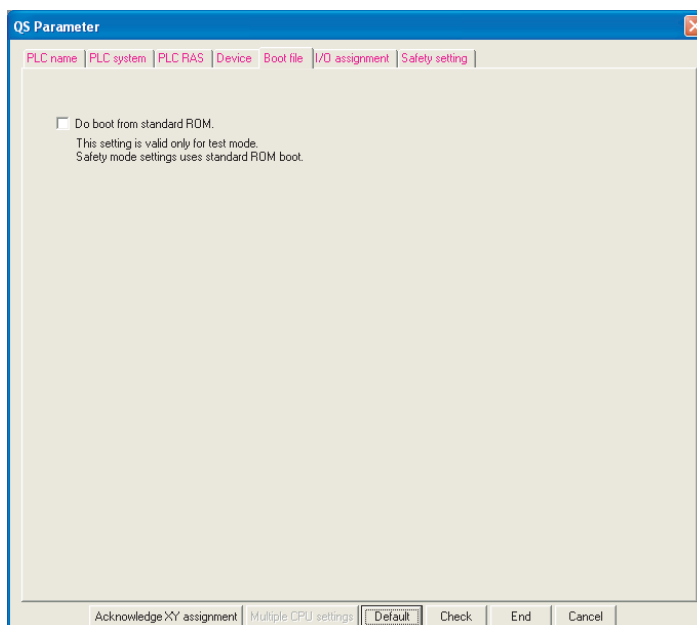 QS Parameter
PLC name PLC system PLC RAS Device Boot file I/O assignment Safety setting
Do boot from standard ROM.
This setting is valid only for test mode.
Safety mode settings uses standard ROM boot.
Acknowledge XY assignment Multiple CPU settings Default Check End Cancel